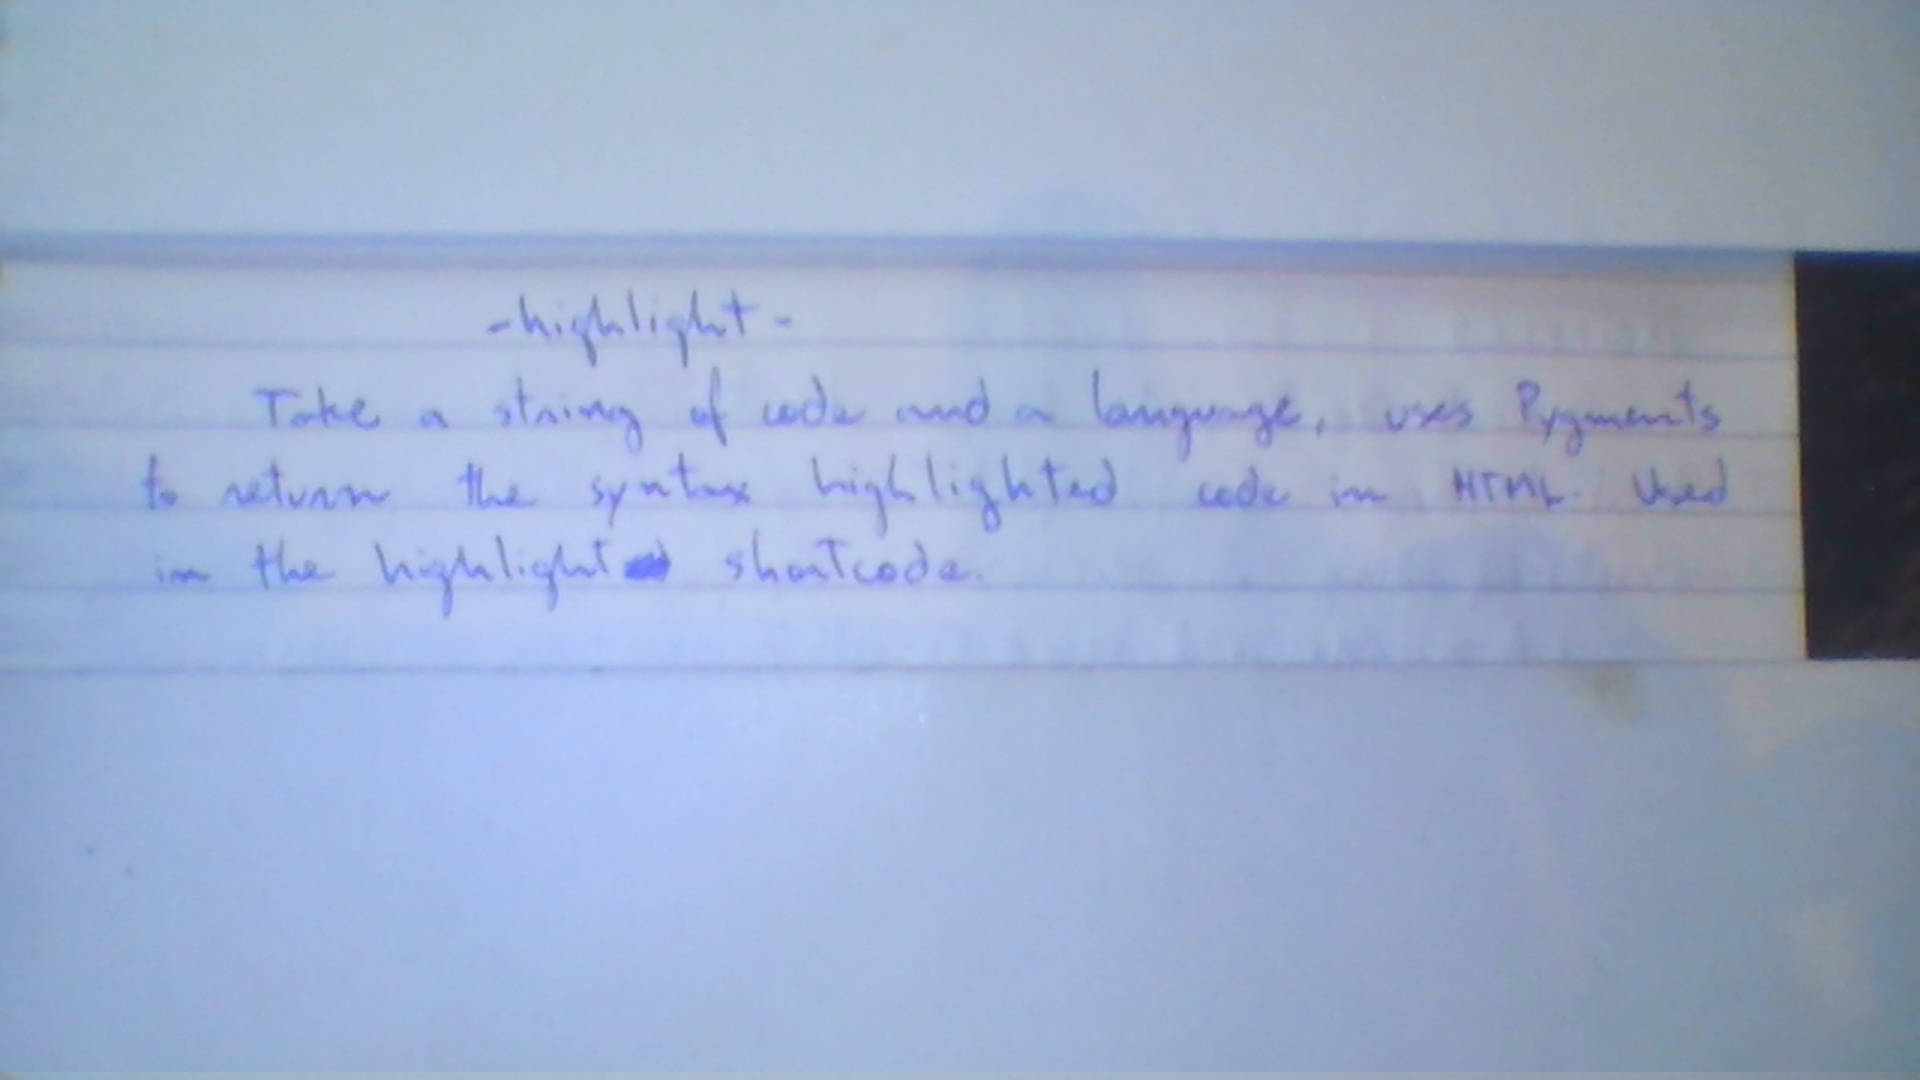 -highlight-
Take a string of code and a language, uses Pygments
to return the syntax highlighted code in HTML. Used
in the highlight shortcode.